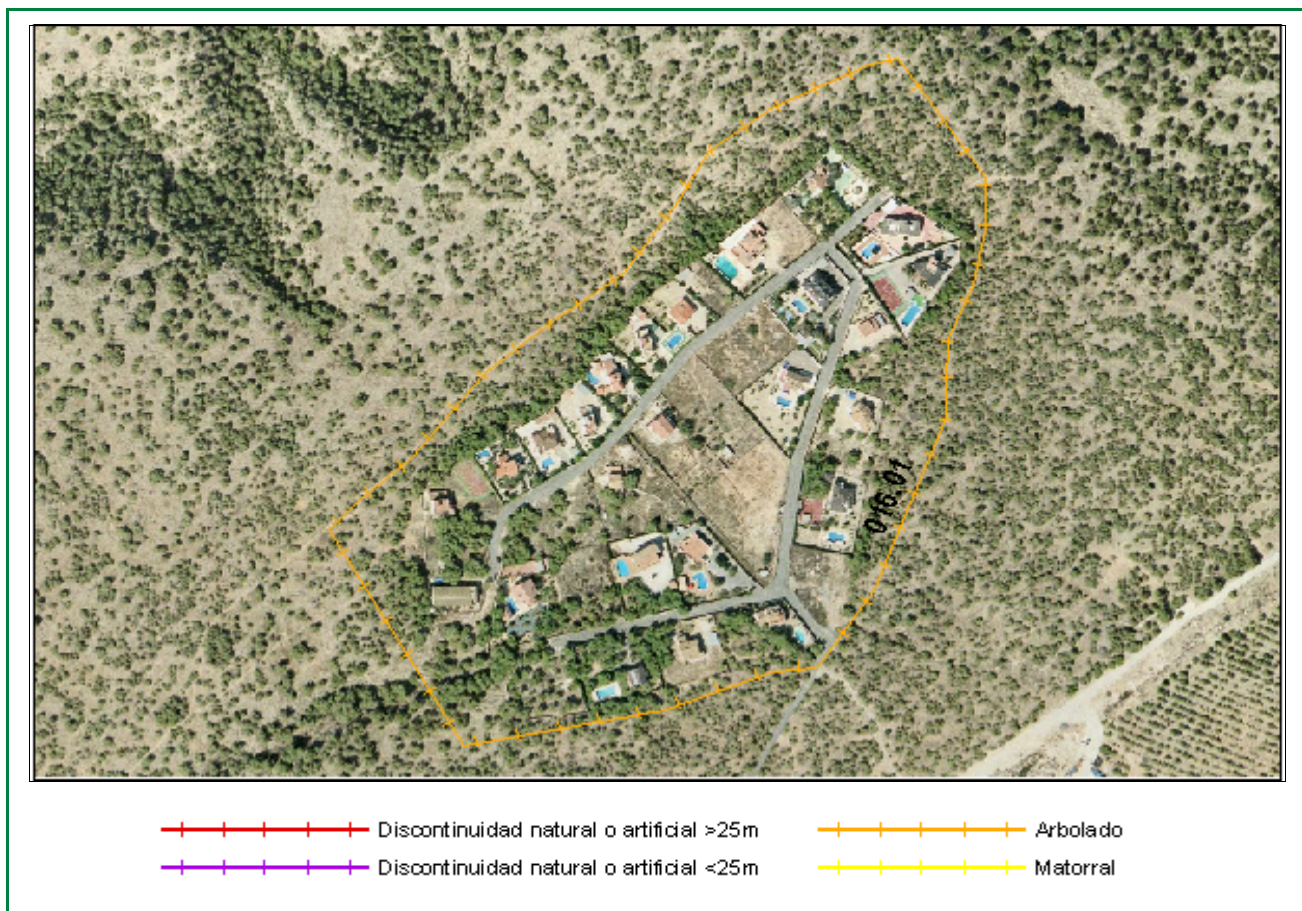 016.01
Discontinuidad natural o artificial >25m
Arbolado
Discontinuidad natural o artificial <25m
Matorral